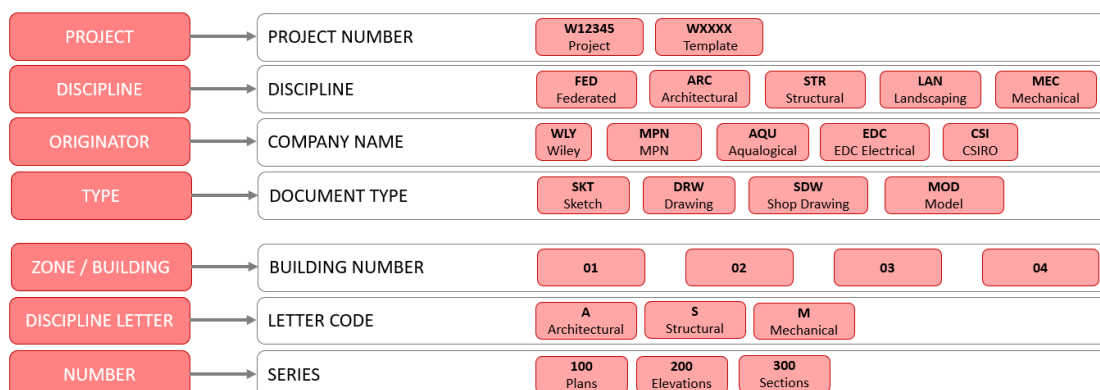 PROJECT PROJECT NUMBER W12345 WXXXX
Project Template
DISCIPLINE DISCIPLINE FED ARC STR LAN MEC
Federated Architectural Structural Landscaping Mechanical
ORIGINATOR COMPANY NAME WLY MPN AQU EDC CSI
Wiley MPN Aqualogical EDC Electrical CSIRO
TYPE DOCUMENT TYPE SKT DRW SDW MOD
Sketch Drawing Shop Drawing Model
ZONE / BUILDING BUILDING NUMBER 01 02 03 04
DISCIPLINE LETTER LETTER CODE A S M
Architectural Structural Mechanical
NUMBER SERIES 100 200 300
Plans Elevations Sections